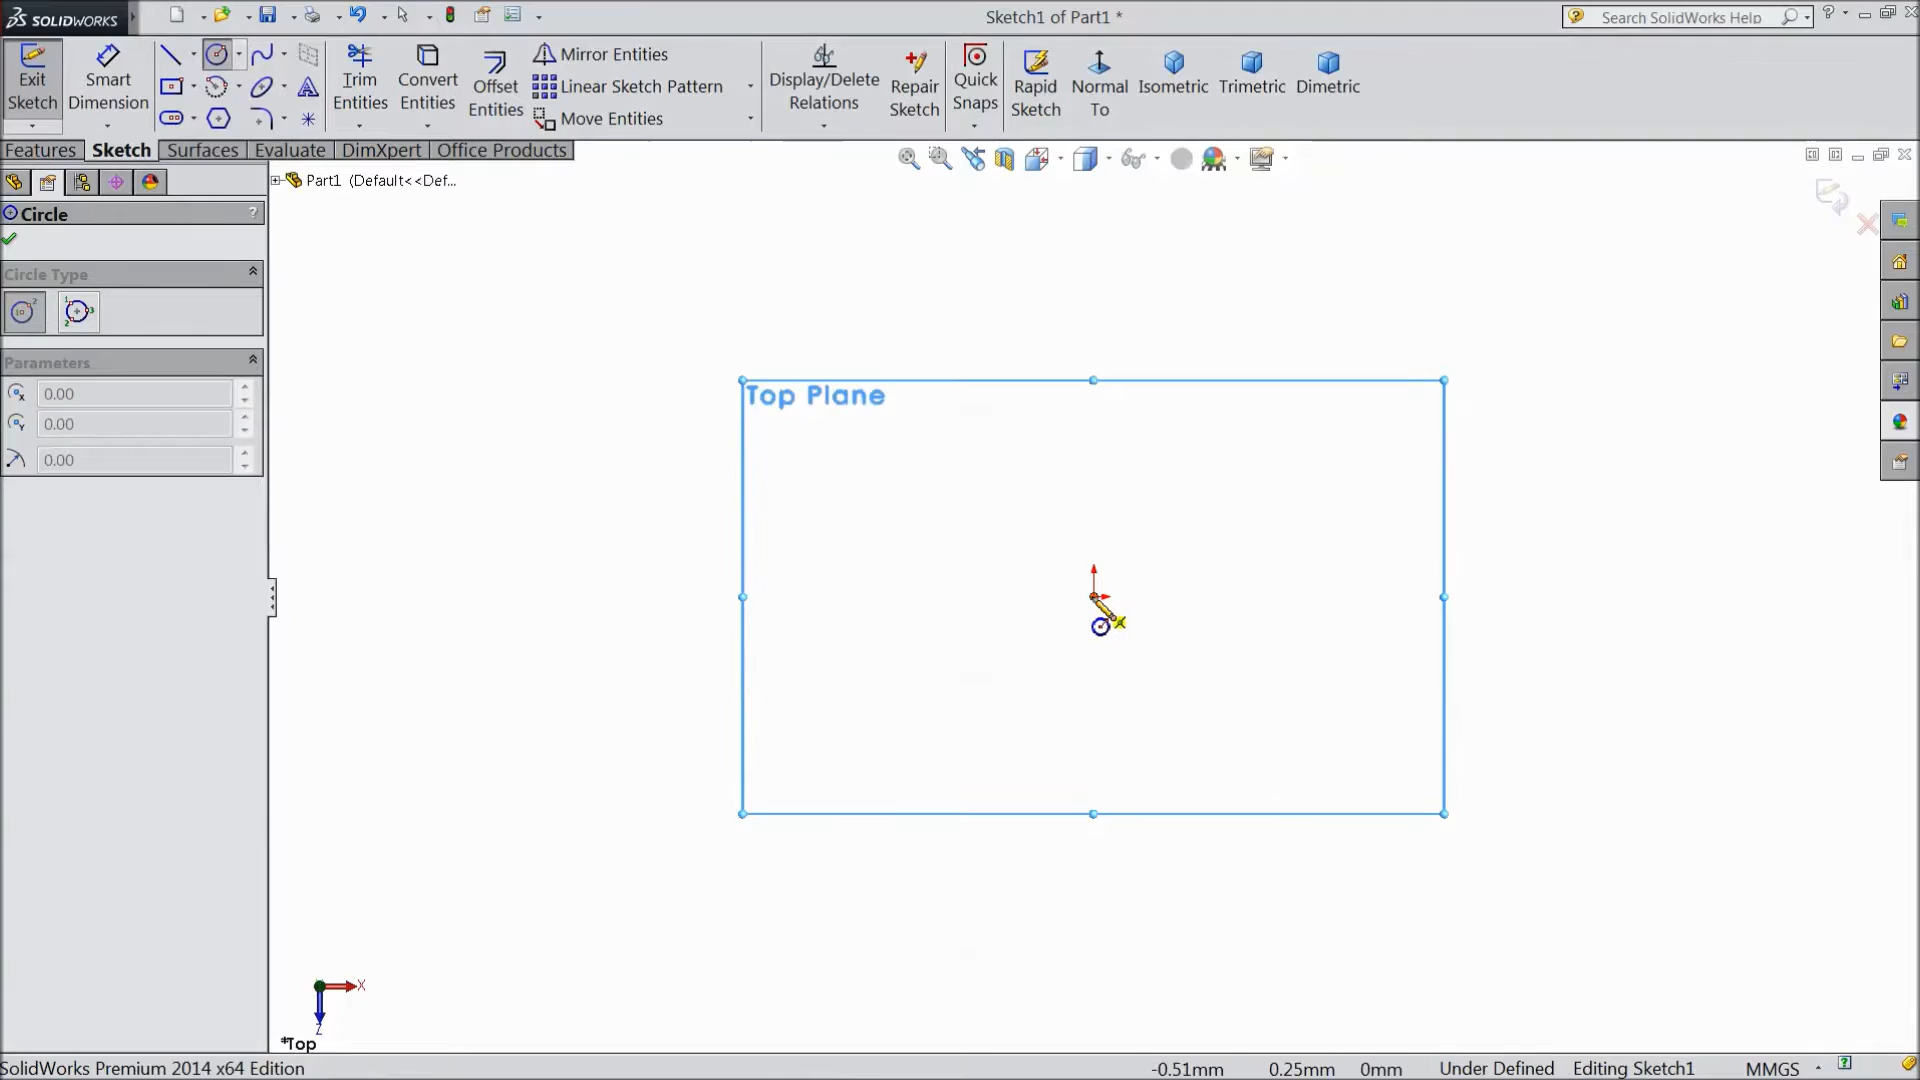 SOLIDWORKS
Sketch1 of Part1 *
Search SolidWorks Help
Exit Sketch
Smart Dimension
Trim Entities
Convert Entities
Offset Entities
Mirror Entities
Linear Sketch Pattern
Move Entities
Display/Delete Relations
Repair Sketch
Quick Snaps
Rapid Sketch
Normal To
Isometric
Trimetric
Dimetric
Features
Sketch
Surfaces
Evaluate
DimXpert
Office Products
Part1 (Default<<Def...
Circle
?
Circle Type
Parameters
0.00
0.00
0.00
Top Plane
X
Z
*Top
SolidWorks Premium 2014 x64 Edition
-0.51mm
0.25mm
0mm
Under Defined
Editing Sketch1
MMGS